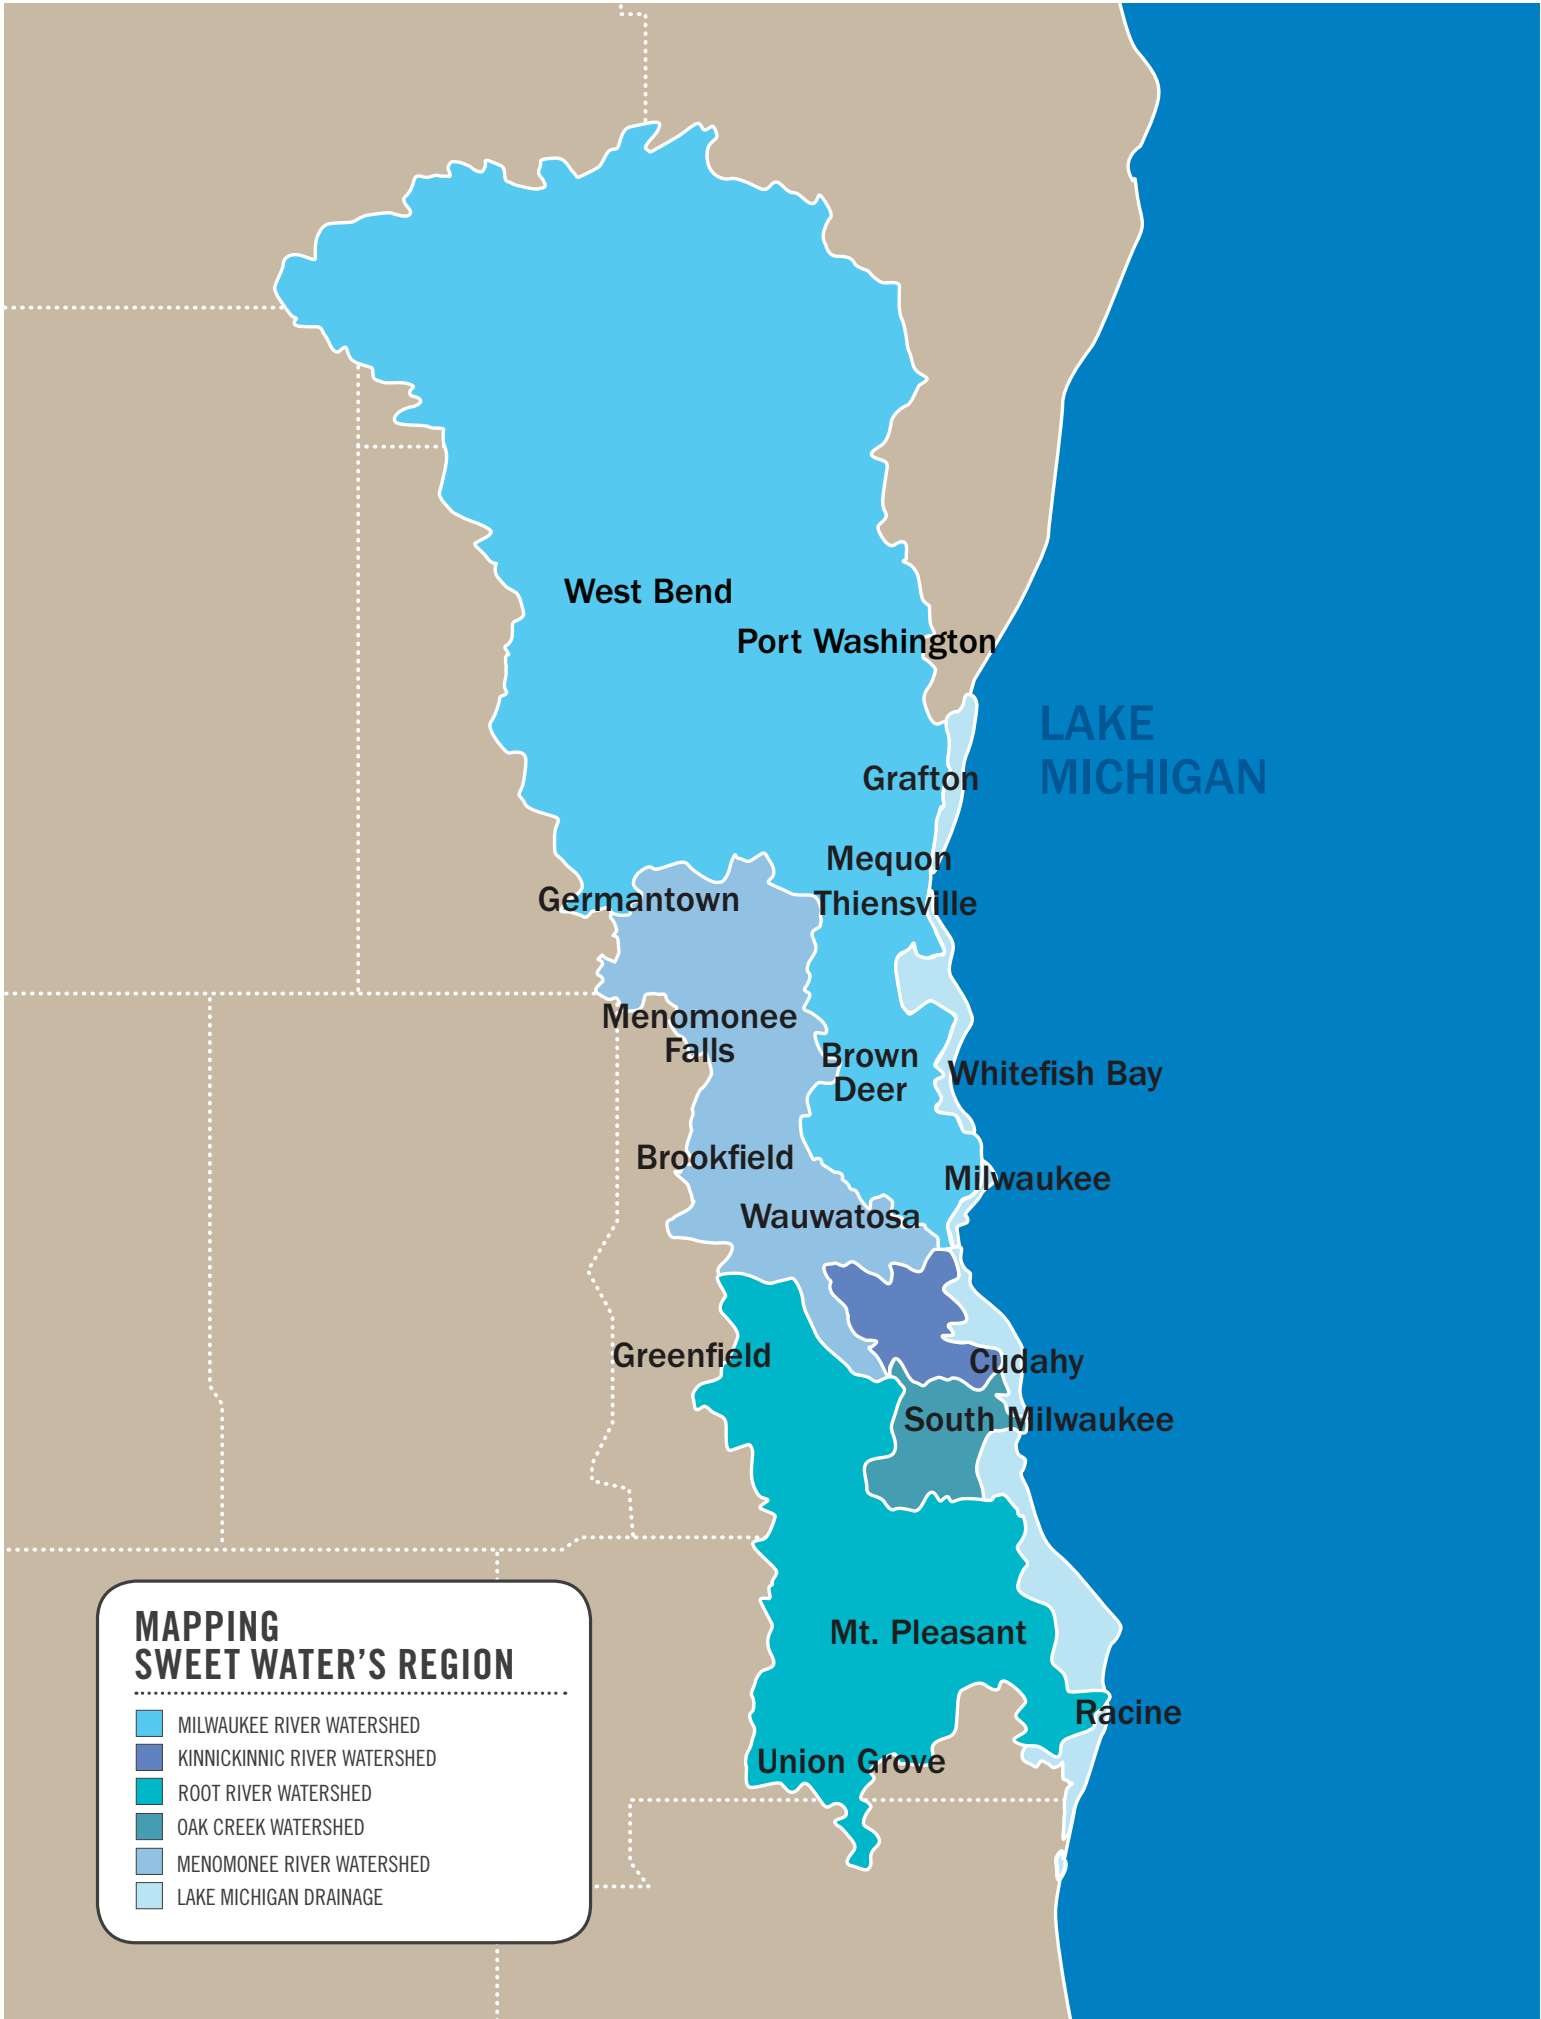 West Bend
Port Washington
LAKE
MICHIGAN
Grafton
Mequon
Germantown
Thiensville
Menomonee
Falls
Brown
Deer
Whitefish Bay
Brookfield
Milwaukee
Wauwatosa
Greenfield
Cudahy
South Milwaukee
Mt. Pleasant
Racine
Union Grove
MAPPING
SWEET WATER'S REGION
MILWAUKEE RIVER WATERSHED
KINNICKINNIC RIVER WATERSHED
ROOT RIVER WATERSHED
OAK CREEK WATERSHED
MENOMONEE RIVER WATERSHED
LAKE MICHIGAN DRAINAGE